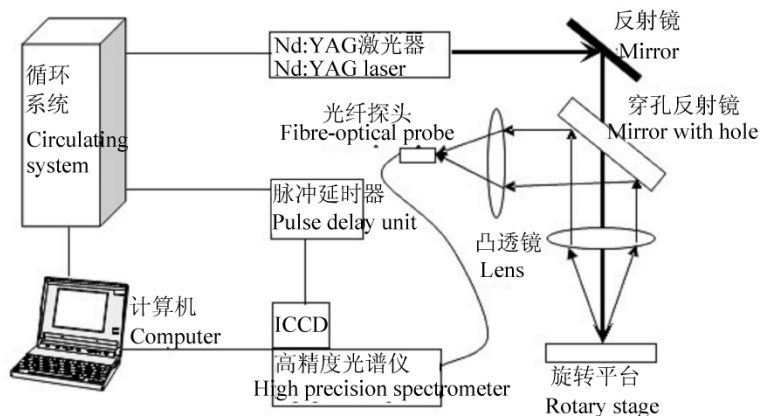 反射镜
Mirror
Nd:YAG激光器
Nd:YAG laser
循环
系统
Circulating
system
光纤探头
Fibre-optical probe
穿孔反射镜
Mirror with hole
脉冲延时器
Pulse delay unit
凸透镜
Lens
计算机
Computer
ICCD
高精度光谱仪
High precision spectrometer
旋转平台
Rotary stage